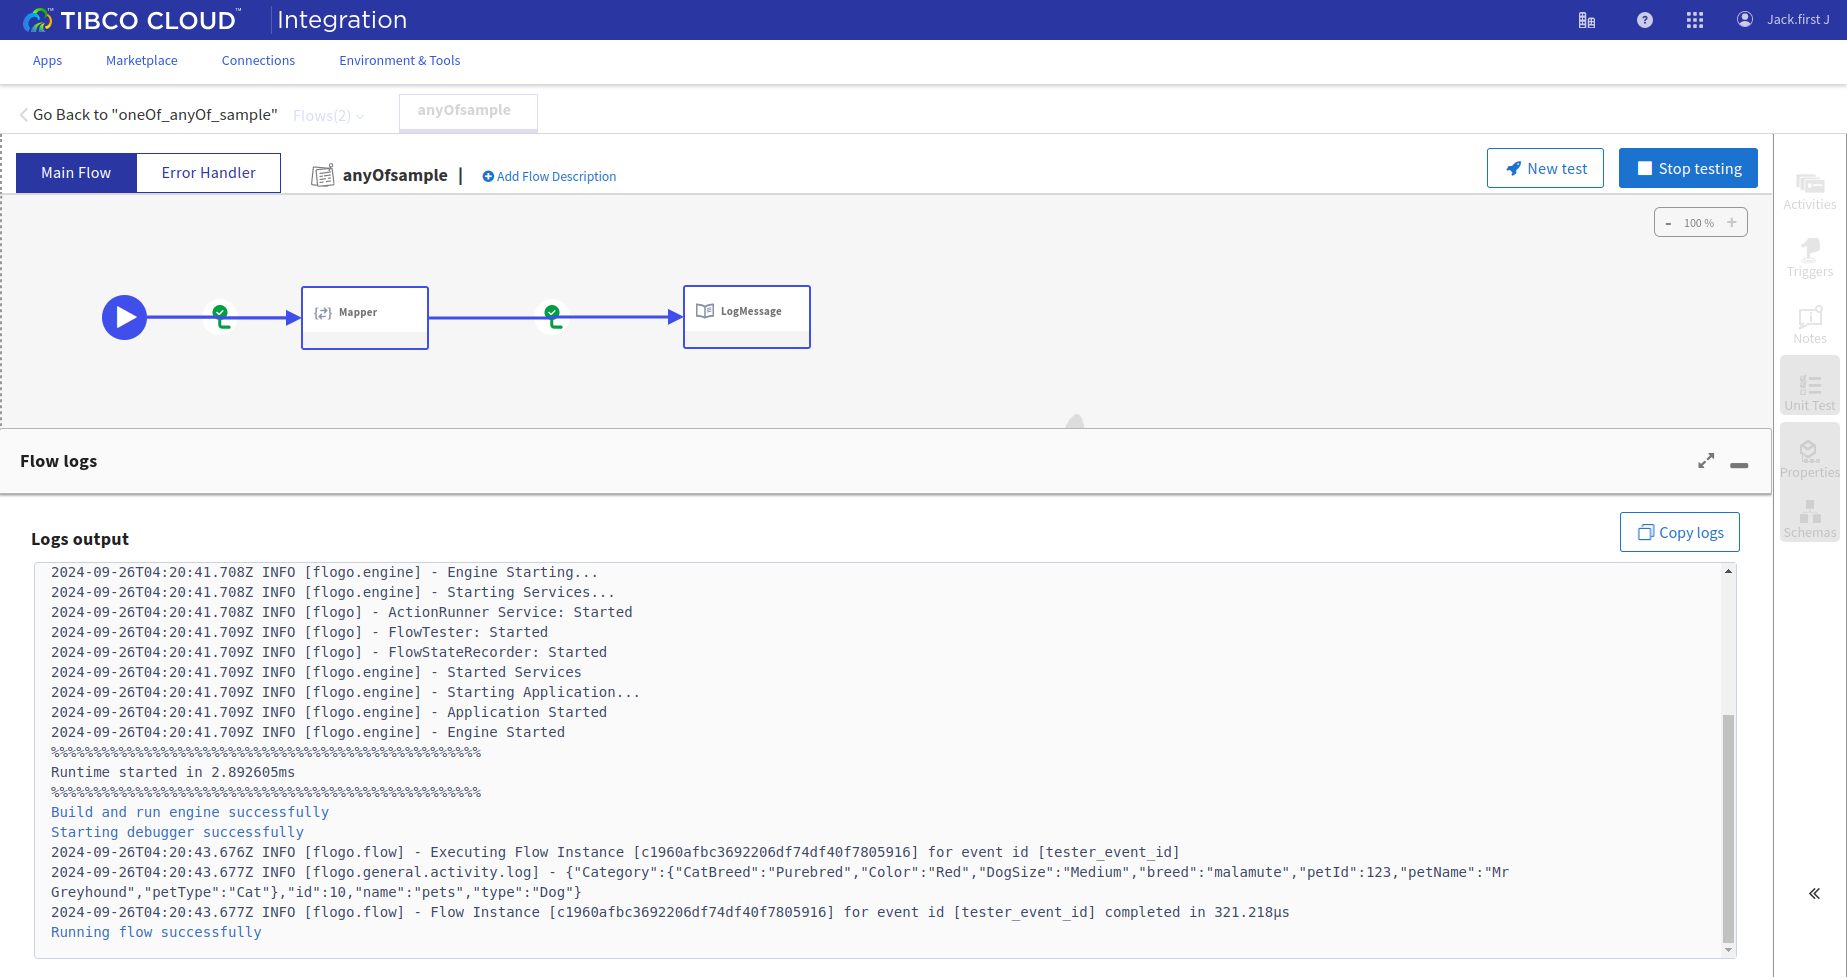 TIBCO CLOUD™ Integration
Jack.first J
Apps Marketplace Connections Environment & Tools
Go Back to "oneOf_anyOf_sample" Flows(2) anyOfsample
Main Flow Error Handler anyOfsample | Add Flow Description New test Stop testing
- 100 % +
Mapper
LogMessage
Activities
Triggers
Notes
Unit Test
Properties
Schemas
Flow logs
Logs output
Copy logs
2024-09-26T04:20:41.708Z INFO [flogo.engine] - Engine Starting...
2024-09-26T04:20:41.708Z INFO [flogo.engine] - Starting Services...
2024-09-26T04:20:41.708Z INFO [flogo] - ActionRunner Service: Started
2024-09-26T04:20:41.709Z INFO [flogo] - FlowTester: Started
2024-09-26T04:20:41.709Z INFO [flogo] - FlowStateRecorder: Started
2024-09-26T04:20:41.709Z INFO [flogo.engine] - Started Services
2024-09-26T04:20:41.709Z INFO [flogo.engine] - Starting Application...
2024-09-26T04:20:41.709Z INFO [flogo.engine] - Application Started
2024-09-26T04:20:41.709Z INFO [flogo.engine] - Engine Started
%%%%%%%%%%%%%%%%%%%%%%%%%%%%%%%%%%%%%%%%%%%%%%%%%%%
Runtime started in 2.892605ms
%%%%%%%%%%%%%%%%%%%%%%%%%%%%%%%%%%%%%%%%%%%%%%%%%%%
Build and run engine successfully
Starting debugger successfully
2024-09-26T04:20:43.676Z INFO [flogo.flow] - Executing Flow Instance [c1960afbc3692206df74df40f7805916] for event id [tester_event_id]
2024-09-26T04:20:43.677Z INFO [flogo.general.activity.log] - {"Category":{"CatBreed":"Purebred","Color":"Red","DogSize":"Medium","breed":"malamute","petId":123,"petName":"Mr
Greyhound","petType":"Cat"},"id":10,"name":"pets","type":"Dog"}
2024-09-26T04:20:43.677Z INFO [flogo.flow] - Flow Instance [c1960afbc3692206df74df40f7805916] for event id [tester_event_id] completed in 321.218µs
Running flow successfully